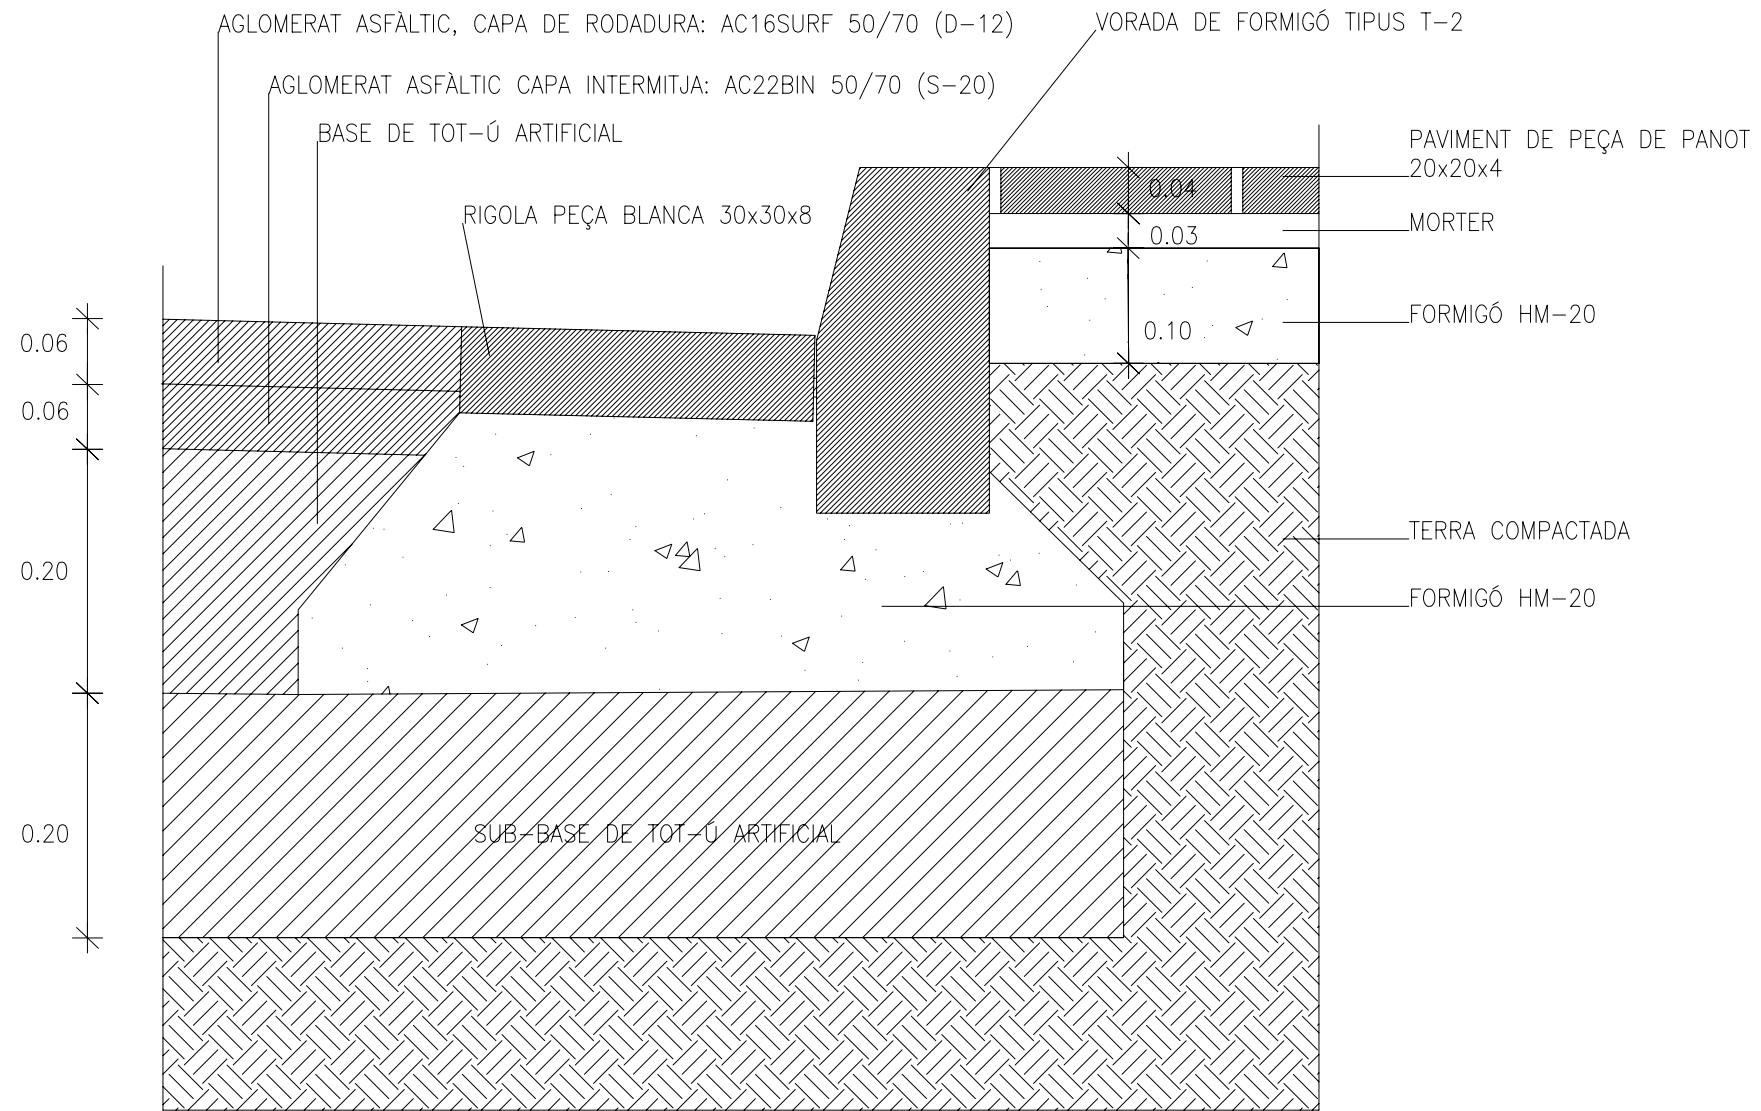 AGLOMERAT ASFÀLTIC, CAPA DE RODADURA: AC16SURF 50/70 (D-12)
VORADA DE FORMIGÓ TIPUS T-2
AGLOMERAT ASFÀLTIC CAPA INTERMITJA: AC22BIN 50/70 (S-20)
BASE DE TOT-Ú ARTIFICIAL
PAVIMENT DE PEÇA DE PANOT
20x20x4
0.04
RIGOLA PEÇA BLANCA 30x30x8
MORTER
0.03
FORMIGÓ HM-20
0.10
0.06
0.06
TERRA COMPACTADA
0.20
FORMIGÓ HM-20
SUB-BASE DE TOT-Ú ARTIFICIAL
0.20